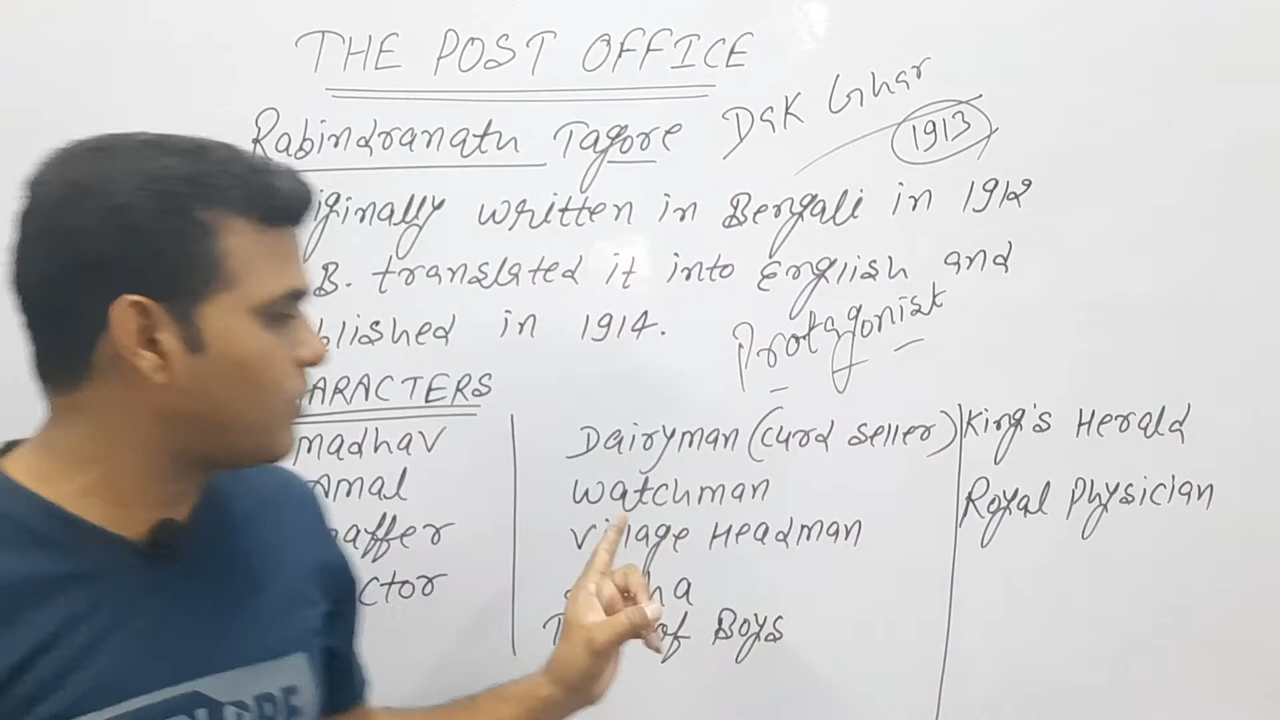 THE POST OFFICE
Rabindranath Tagore Dak Ghar
1913
iginally written in Bengali in 1912
B. translated it into English and
blished in 1914.
Protagonist
ARACTERS
Madhav
Amal
affer
ctor
Dairyman (curd seller)
Watchman
Village Headman
of Boys
King's Herald
Royal Physician